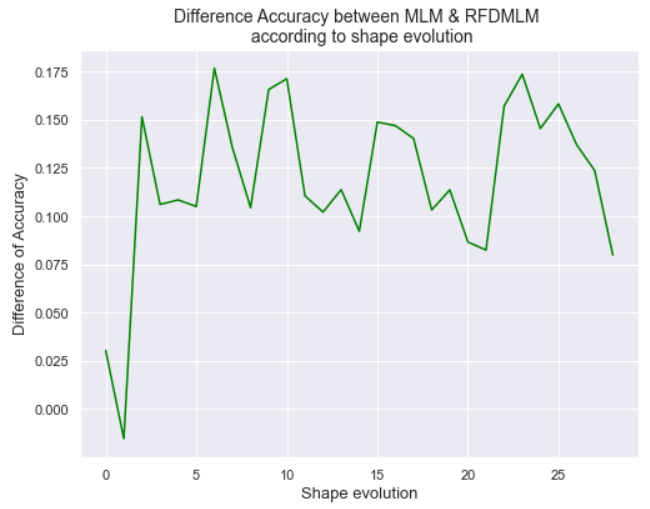 Difference Accuracy between MLM & RFDMLM
according to shape evolution
0.175
0.150
0.125
0.100
0.075
0.050
0.025
0.000
Difference of Accuracy
0 5 10 15 20 25
Shape evolution